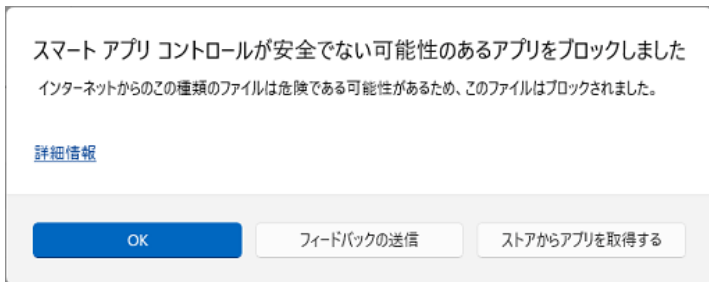 スマート アプリ コントロールが安全でない可能性のあるアプリをブロックしました
インターネットからのこの種類のファイルは危険である可能性があるため、このファイルはブロックされました。
詳細情報
OK
フィードバックの送信
ストアからアプリを取得する